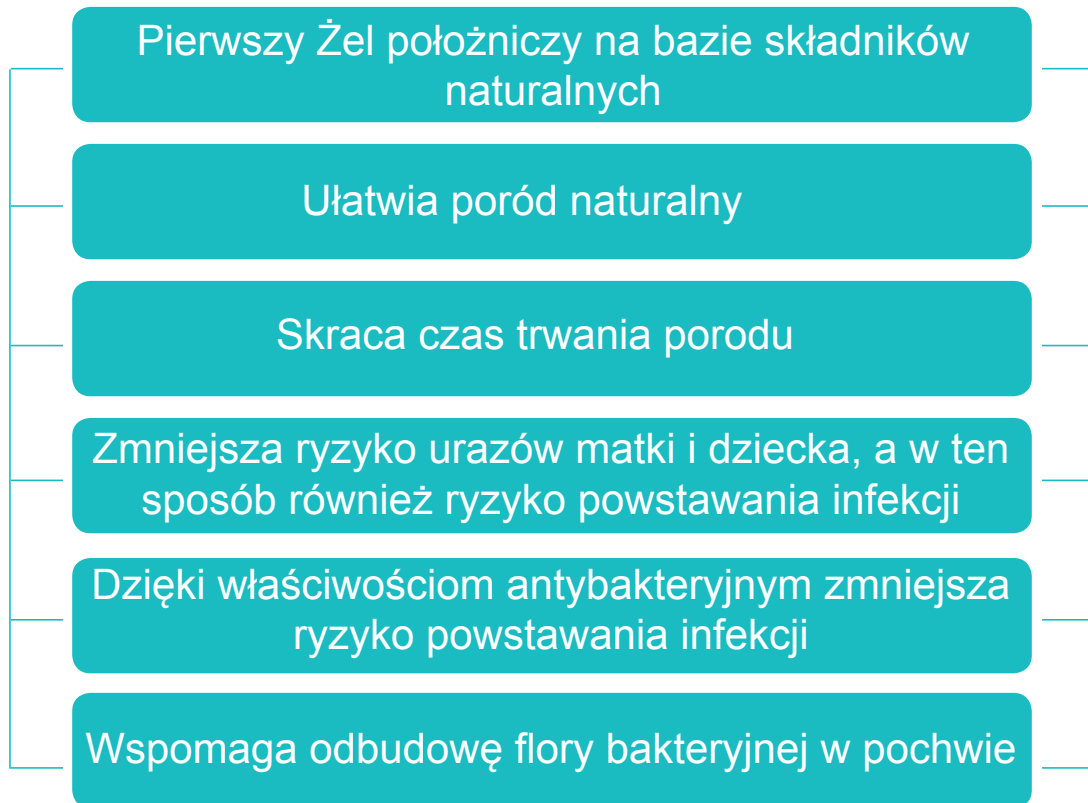 Pierwszy Żel położniczy na bazie składników
naturalnych
Ułatwia poród naturalny
Skraca czas trwania porodu
Zmniejsza ryzyko urazów matki i dziecka, a w ten
sposób również ryzyko powstawania infekcji
Dzięki właściwościom antybakteryjnym zmniejsza
ryzyko powstawania infekcji
Wspomaga odbudowę flory bakteryjnej w pochwie